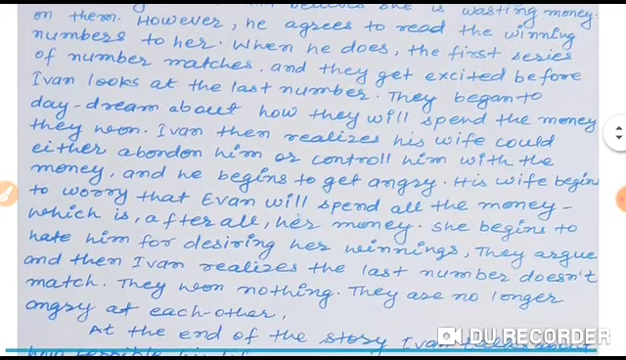 she is wasting money.
on them. However, he agrees to read the winning
numbers to her. When he does, the first series
of number matches, and they get excited before
Ivan looks at the last number. They began to
day-dream about how they will spend the money
they won. Ivan then realizes his wife could
either abondon him or controll him with the
money, and he begins to get angry. His wife begins
to worry that Evan will spend all the money-
which is, after all, her money. She begins to
hate him for desiring her winnings, They argue
and then Ivan realizes the last number doesn't
match. They won nothing. They are no longer
angry at each-other.
At the end of the story Ivan
DU RECORDER